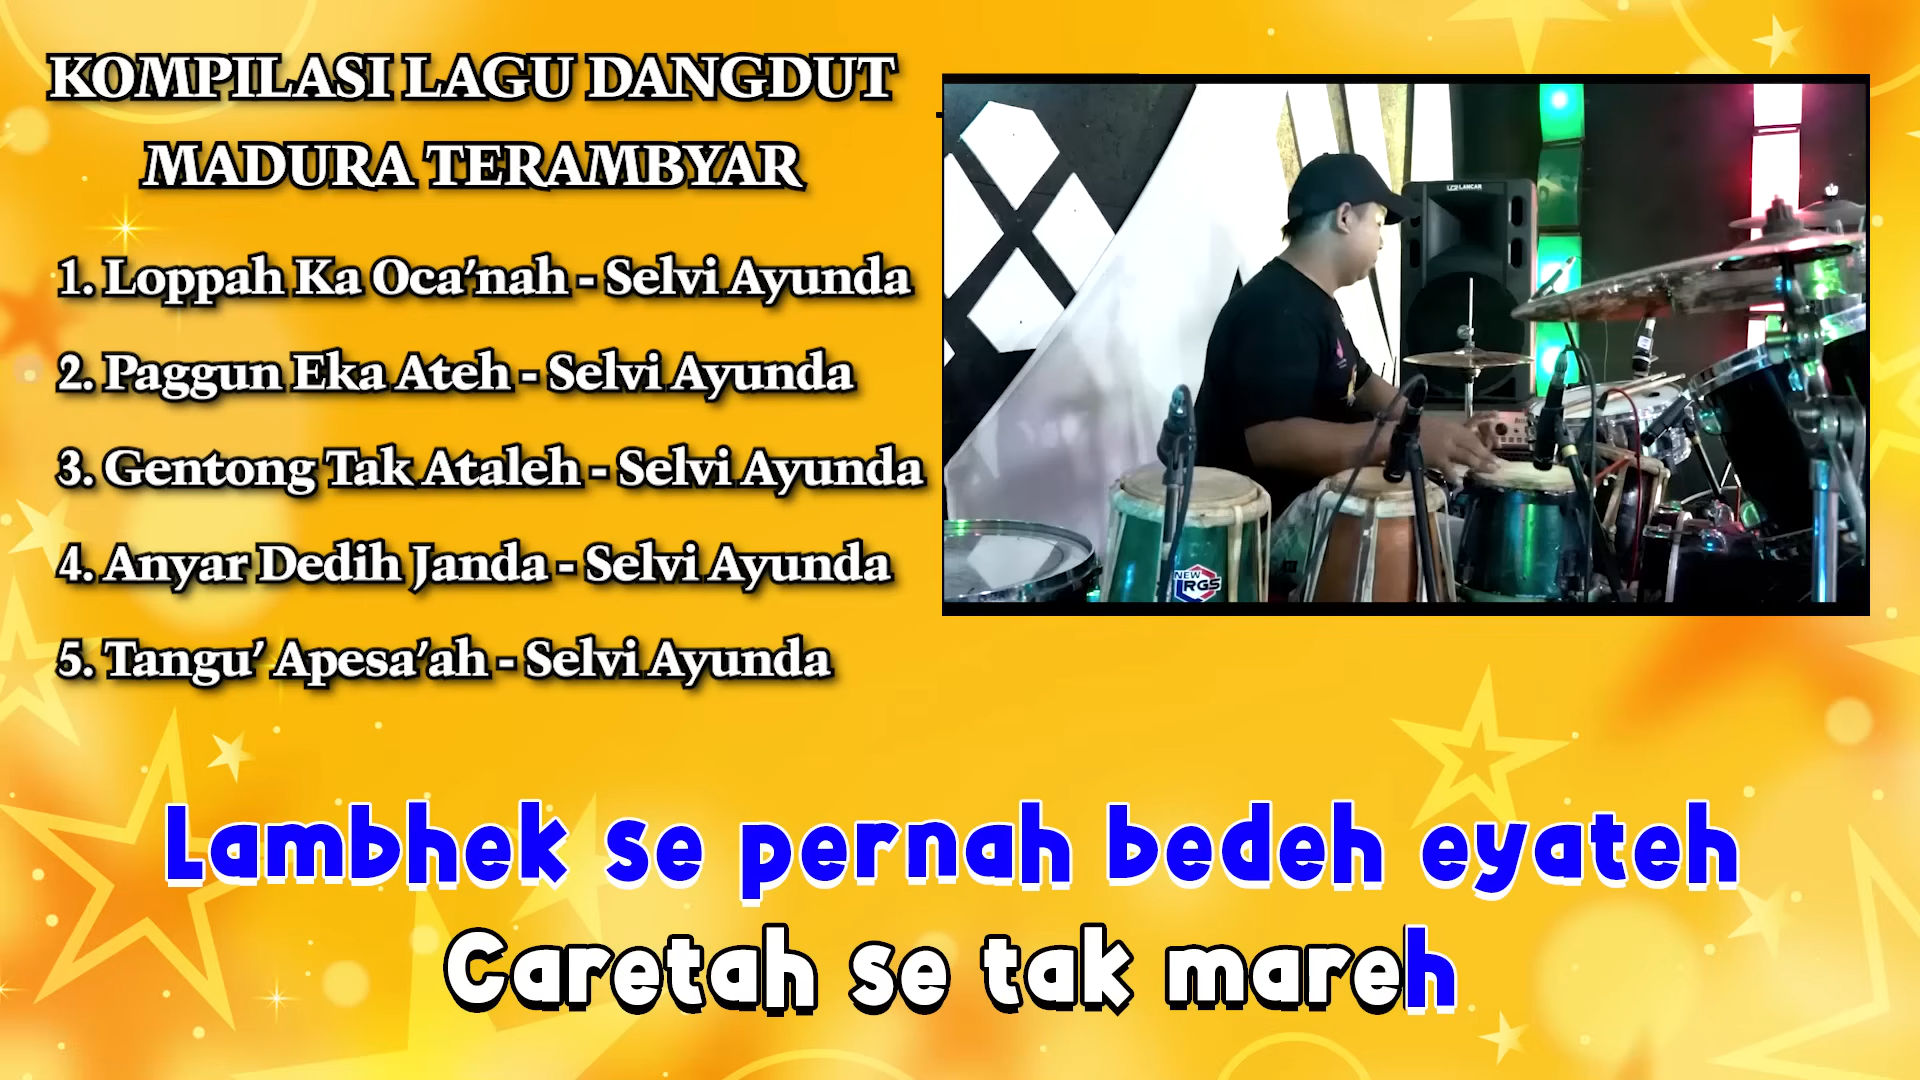 KOMPILASI LAGU DANGDUT
MADURA TERAMBYAR
1. Loppah Ka Oca'nah - Selvi Ayunda
2. Paggun Eka Ateh - Selvi Ayunda
3. Gentong Tak Ataleh - Selvi Ayunda
4. Anyar Dedih Janda - Selvi Ayunda
5. Tangu' Apesa'ah - Selvi Ayunda
LANCAR
NEW
RGS
Lambhek se pernah bedeh eyateh
Caretah se tak mareh